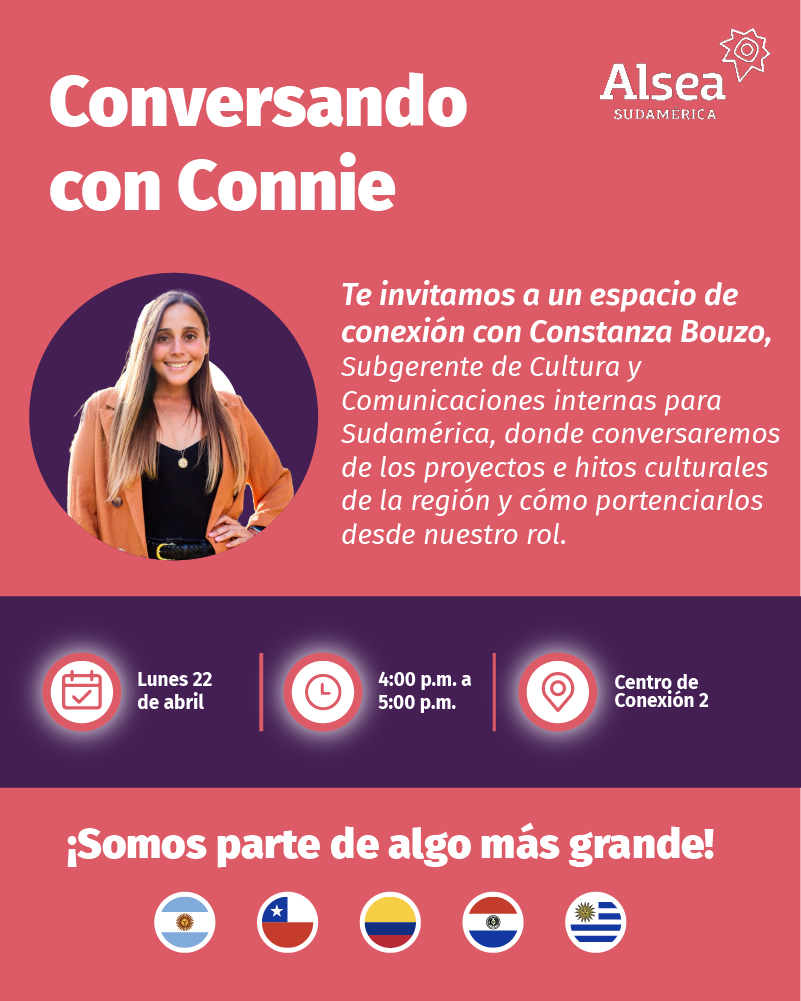 Conversando
con Connie
Alsea
SUDAMÉRICA
Te invitamos a un espacio de
conexión con Constanza Bouzo,
Subgerente de Cultura y
Comunicaciones internas para
Sudamérica, donde conversaremos
de los proyectos e hitos culturales
de la región y cómo portenciarlos
desde nuestro rol.
Lunes 22
de abril
4:00 p.m. a
5:00 p.m.
Centro de
Conexión 2
¡Somos parte de algo más grande!